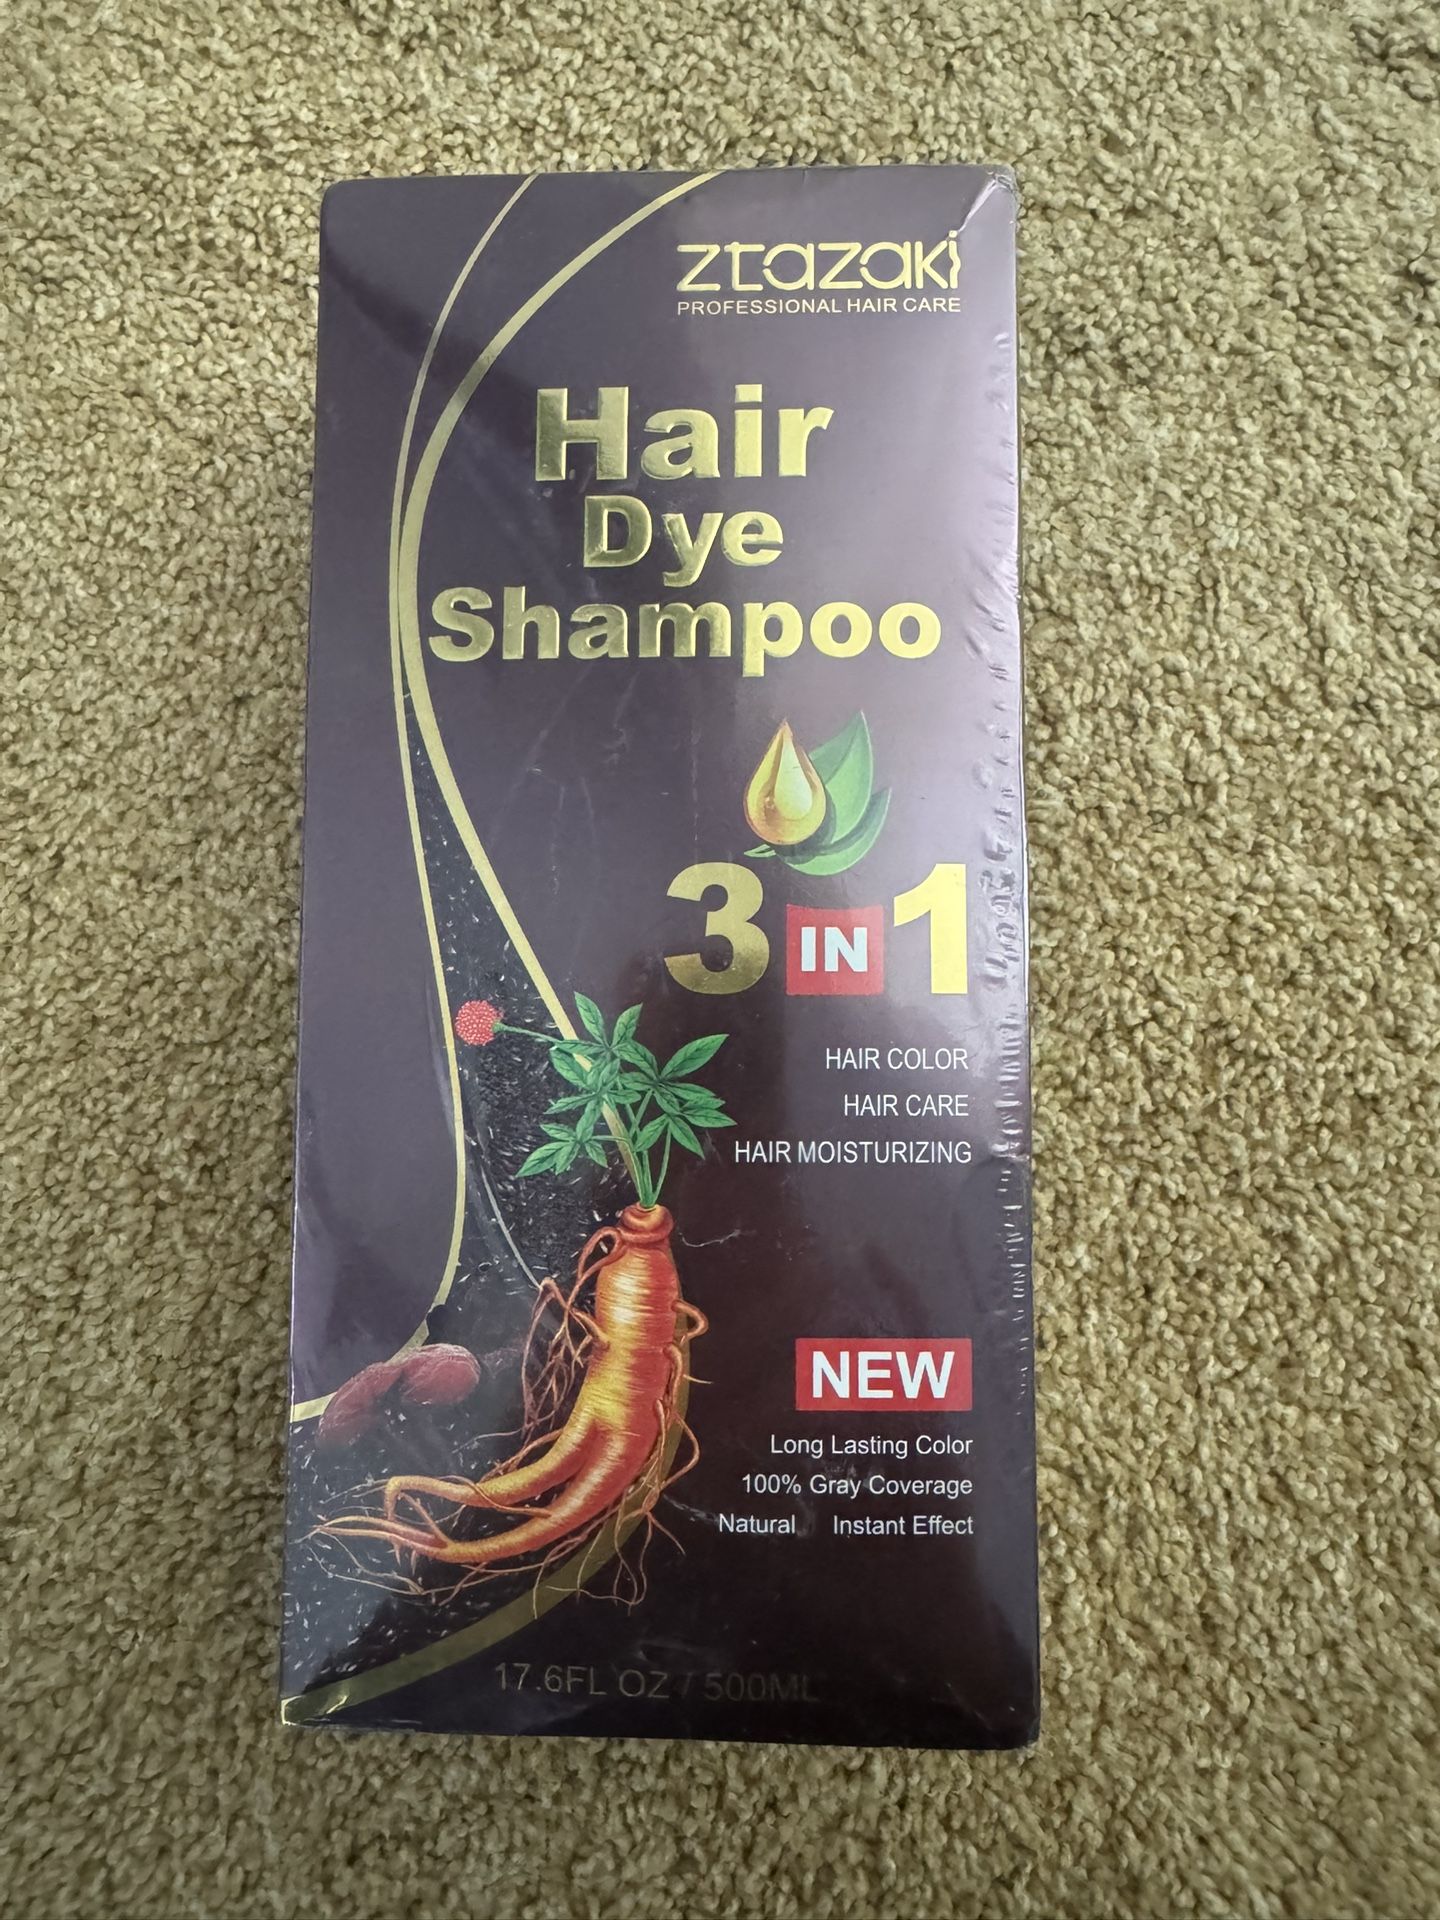 ztazaki
PROFESSIONAL HAIR CARE
Hair
Dye
Shampoo
3 IN 1
HAIR COLOR
HAIR CARE
HAIR MOISTURIZING
NEW
Long Lasting Color
100% Gray Coverage
Natural Instant Effect
17.6FL OZ / 500ML